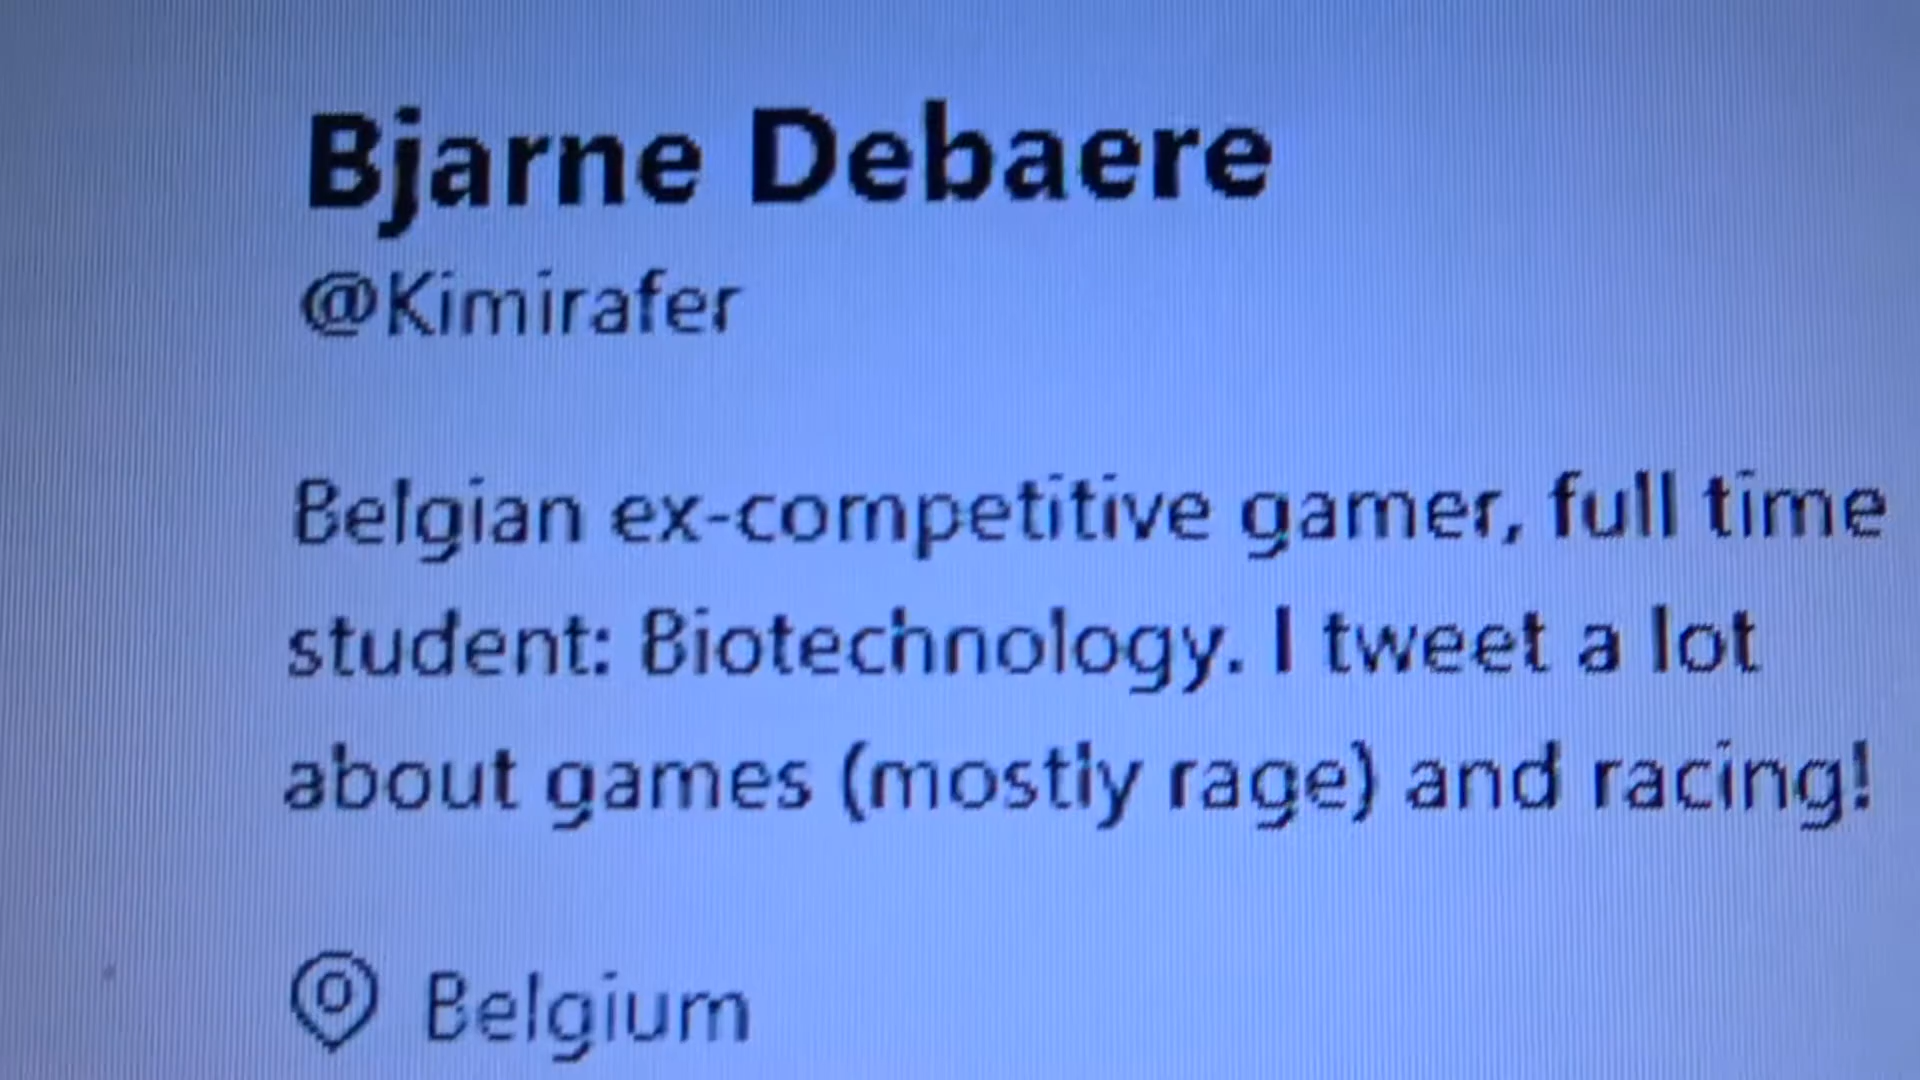 Bjarne Debaere
@Kimirafer
Belgian ex-competitive gamer, full time
student: Biotechnology. I tweet a lot
about games (mostly rage) and racing!
Belgium